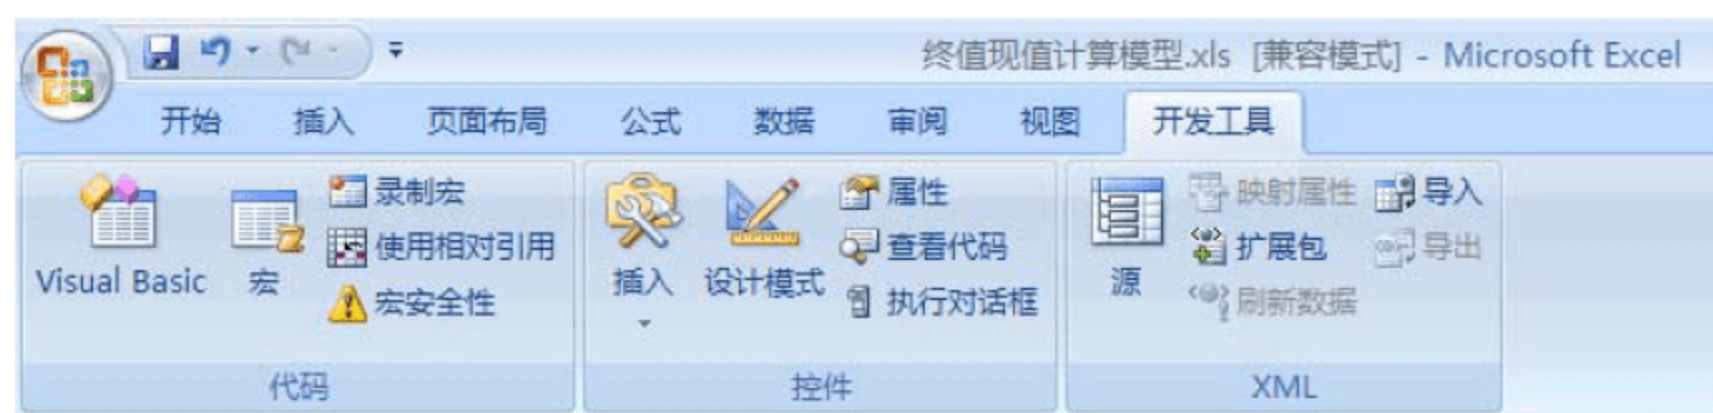 终值现值计算模型.xls [兼容模式] - Microsoft Excel
开始 插入 页面布局 公式 数据 审阅 视图 开发工具
Visual Basic
宏
录制宏
使用相对引用
宏安全性
代码
插入
设计模式
属性
查看代码
执行对话框
控件
源
映射属性
扩展包
刷新数据
导入
导出
XML